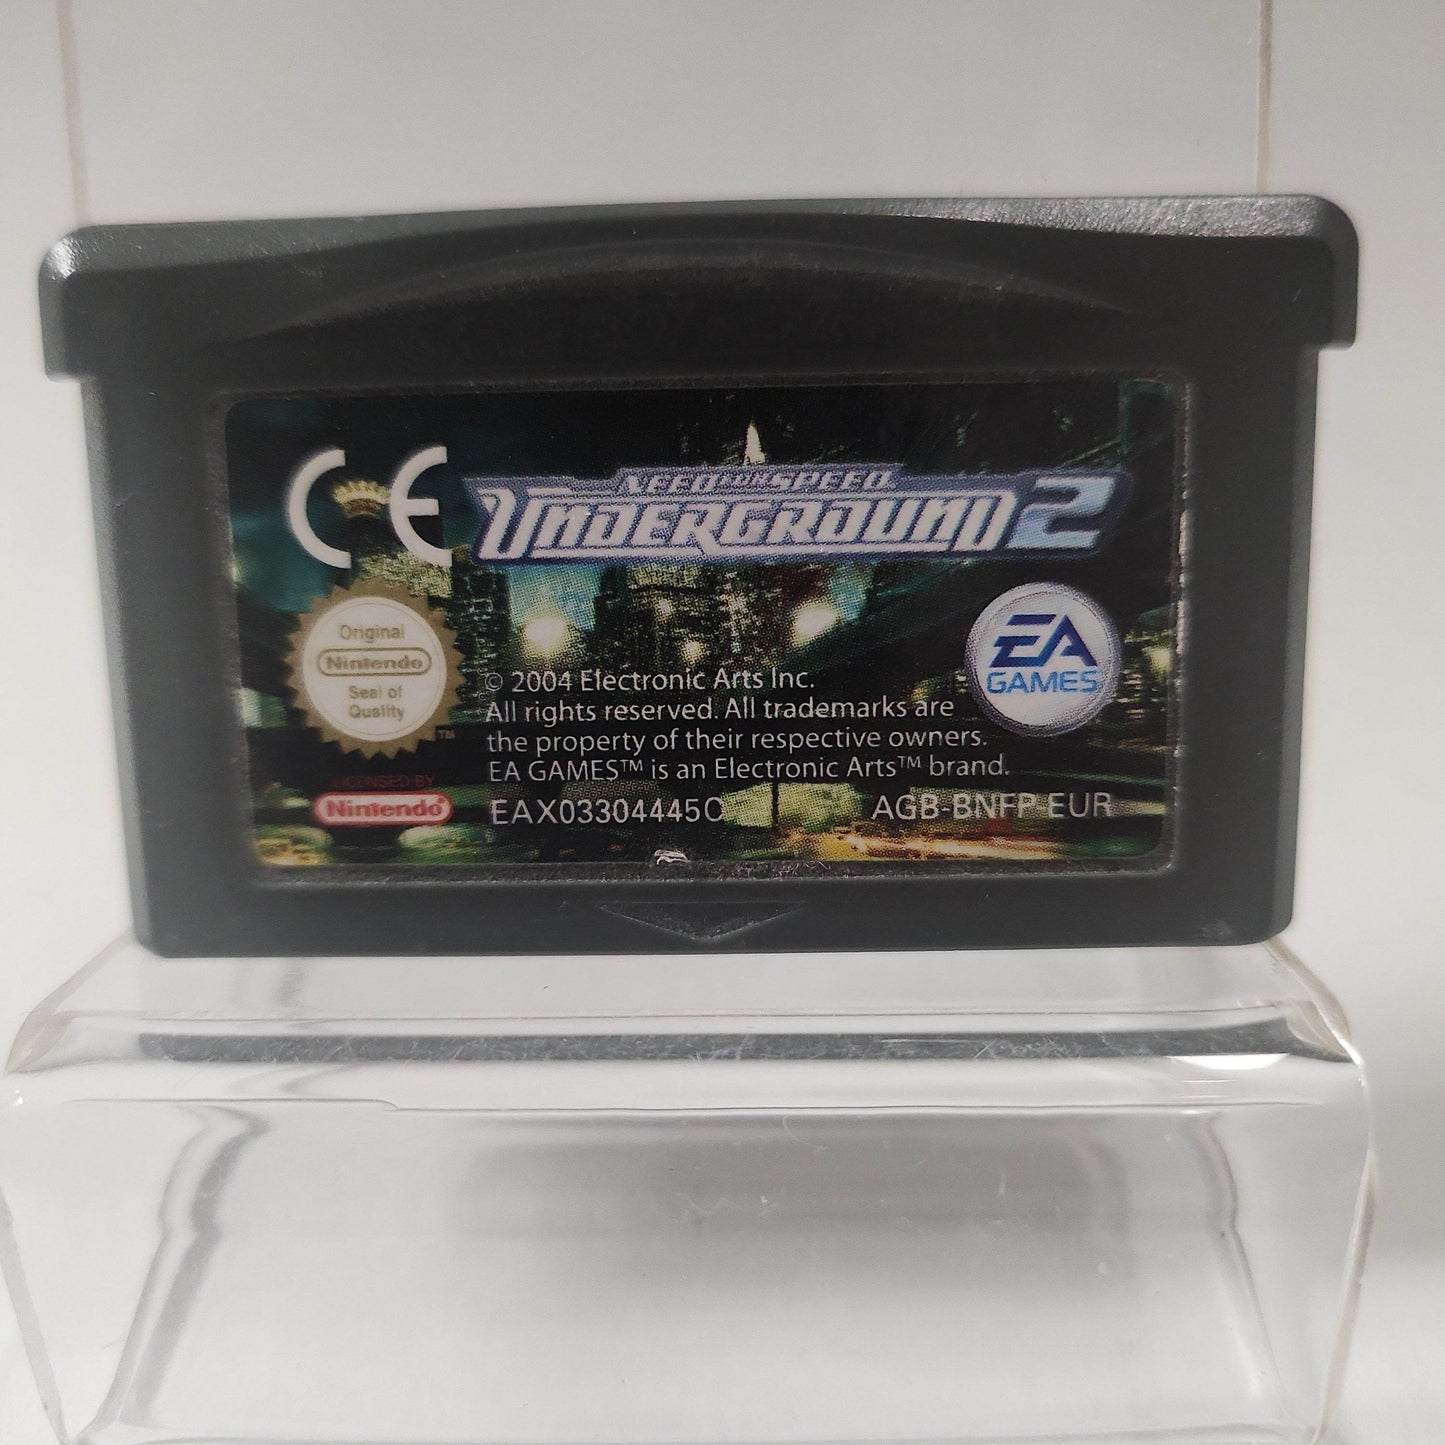 CE
NEED FOR SPEED
UNDERGROUND 2
Original
Nintendo
Seal of
Quality
TM
EA
GAMES
© 2004 Electronic Arts Inc.
All rights reserved. All trademarks are
the property of their respective owners.
EA GAMES™ is an Electronic Arts™ brand.
LICENSED BY
Nintendo®
EAX03304445C
AGB-BNFP-EUR